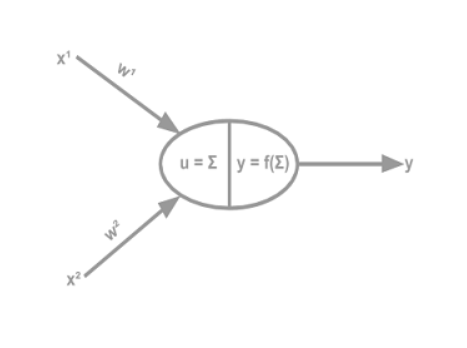 x¹
w¹
u = Σ
y = f(Σ)
y
w²
x²